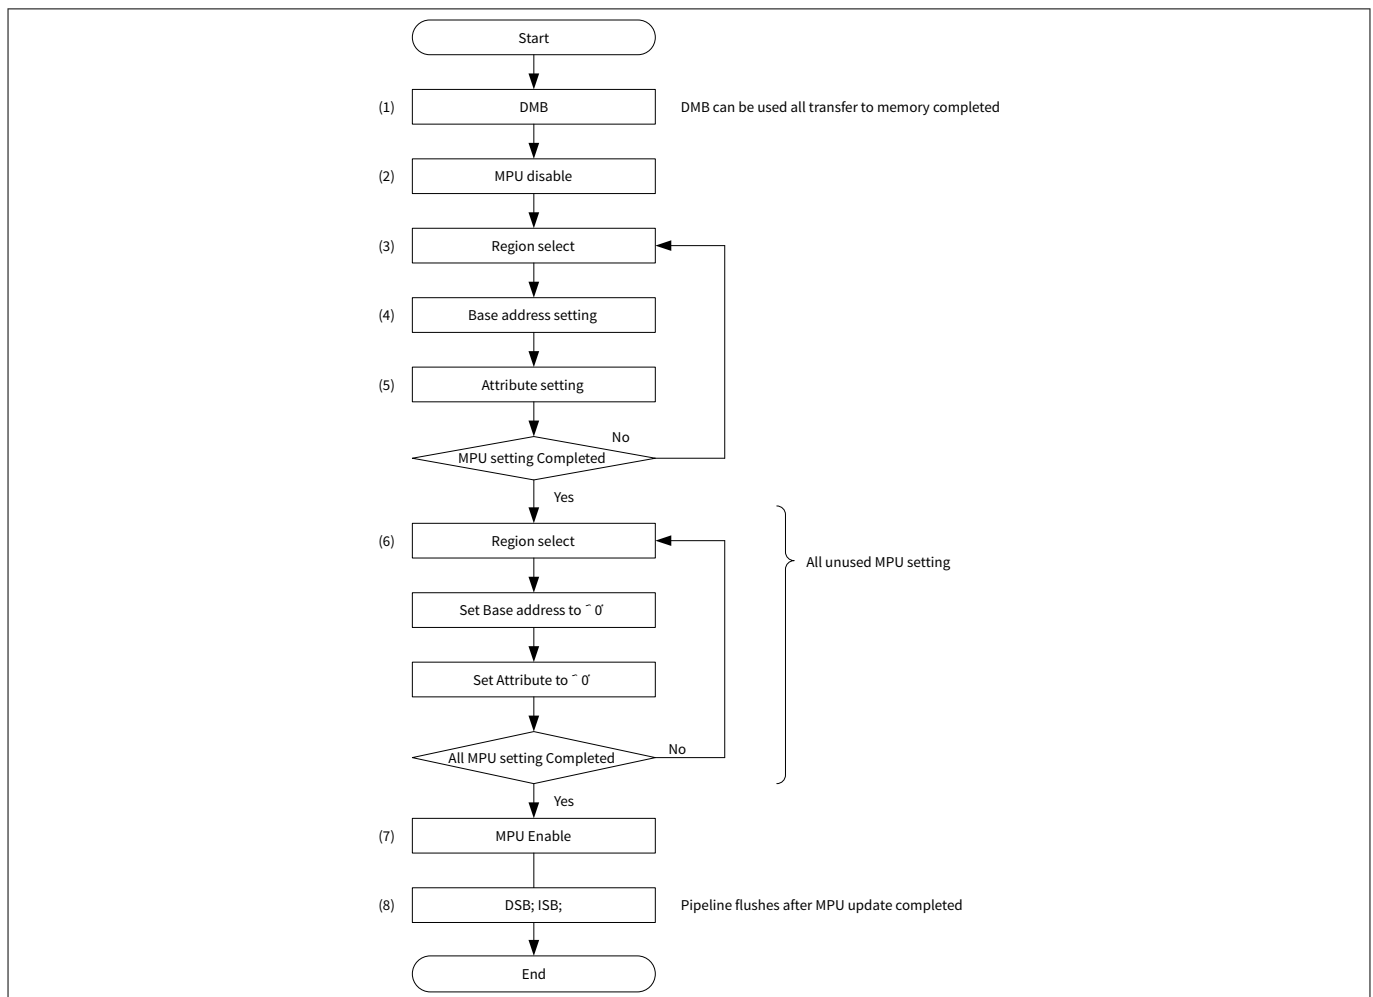 Start
(1) DMB DMB can be used all transfer to memory completed
(2) MPU disable
(3) Region select
(4) Base address setting
(5) Attribute setting
No
MPU setting Completed
Yes
(6) Region select
All unused MPU setting
Set Base address to ˜ 0˘
Set Attribute to ˜ 0˘
No
All MPU setting Completed
Yes
(7) MPU Enable
(8) DSB; ISB; Pipeline flushes after MPU update completed
End